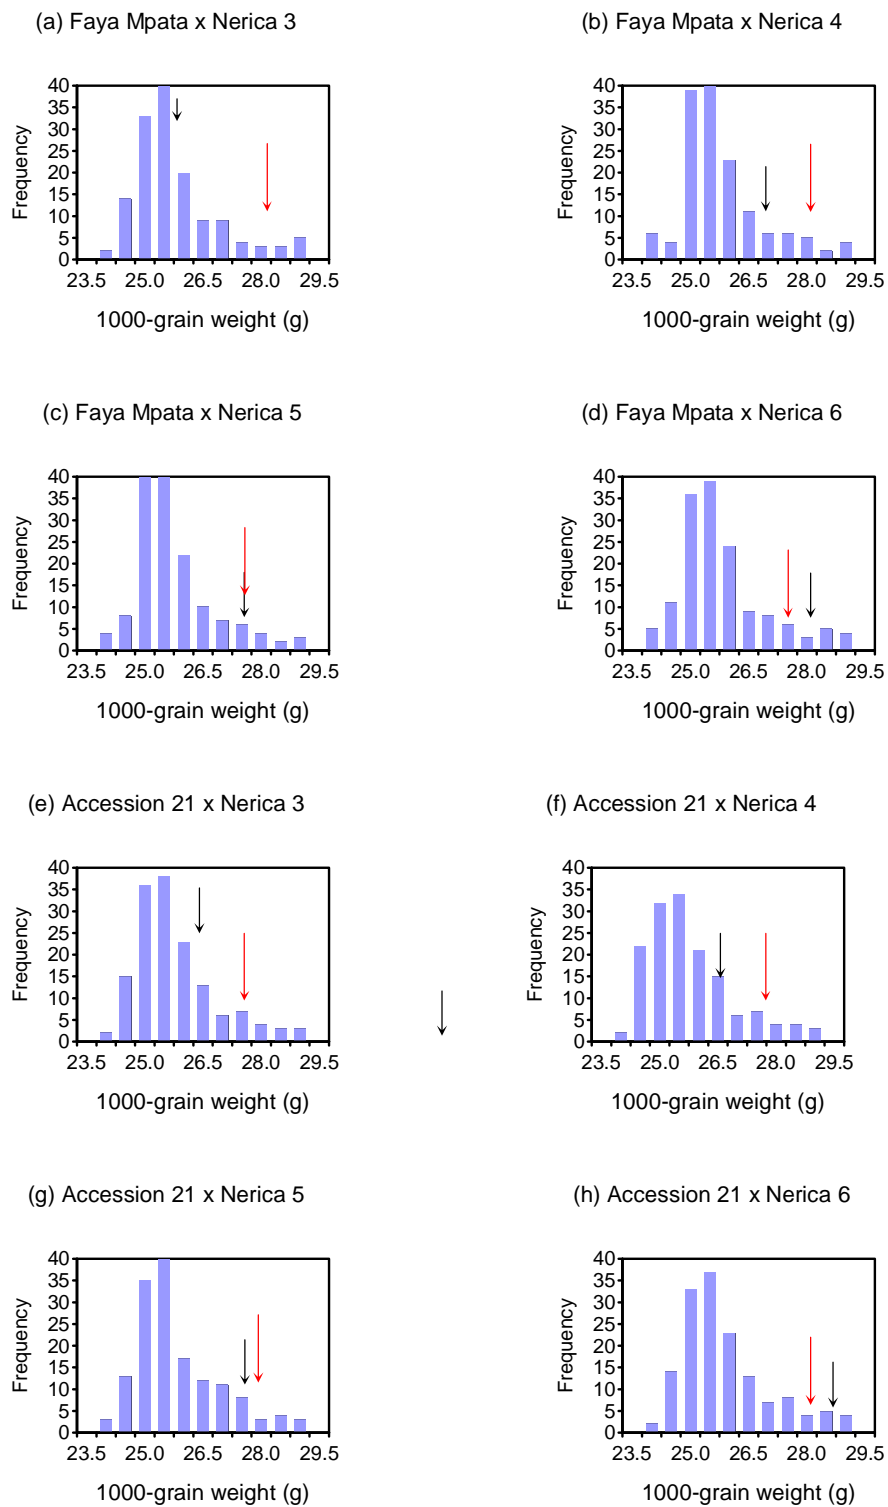 (a) Faya Mpata x Nerica 3
40
35
30
25
20
15
10
5
0
Frequency
23.5 25.0 26.5 28.0 29.5
1000-grain weight (g)
(b) Faya Mpata x Nerica 4
40
35
30
25
20
15
10
5
0
Frequency
23.5 25.0 26.5 28.0 29.5
1000-grain weight (g)
(c) Faya Mpata x Nerica 5
40
35
30
25
20
15
10
5
0
Frequency
23.5 25.0 26.5 28.0 29.5
1000-grain weight (g)
(d) Faya Mpata x Nerica 6
40
35
30
25
20
15
10
5
0
Frequency
23.5 25.0 26.5 28.0 29.5
1000-grain weight (g)
(e) Accession 21 x Nerica 3
40
35
30
25
20
15
10
5
0
Frequency
23.5 25.0 26.5 28.0 29.5
1000-grain weight (g)
(f) Accession 21 x Nerica 4
40
35
30
25
20
15
10
5
0
Frequency
23.5 25.0 26.5 28.0 29.5
1000-grain weight (g)
(g) Accession 21 x Nerica 5
40
35
30
25
20
15
10
5
0
Frequency
23.5 25.0 26.5 28.0 29.5
1000-grain weight (g)
(h) Accession 21 x Nerica 6
40
35
30
25
20
15
10
5
0
Frequency
23.5 25.0 26.5 28.0 29.5
1000-grain weight (g)